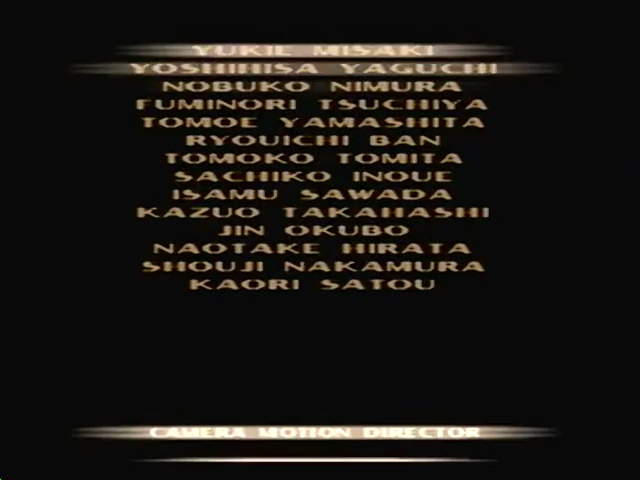 YUKIE MISAKI
YOSHIHISA YAGUCHI
NOBUKO NIMURA
FUMINORI TSUCHIYA
TOMOE YAMASHITA
RYOUICHI BAN
TOMOKO TOMITA
SACHIKO INOUE
ISAMU SAWADA
KAZUO TAKAHASHI
JIN OKUBO
NAOTAKE HIRATA
SHOUJI NAKAMURA
KAORI SATOU
CAMERA MOTION DIRECTOR